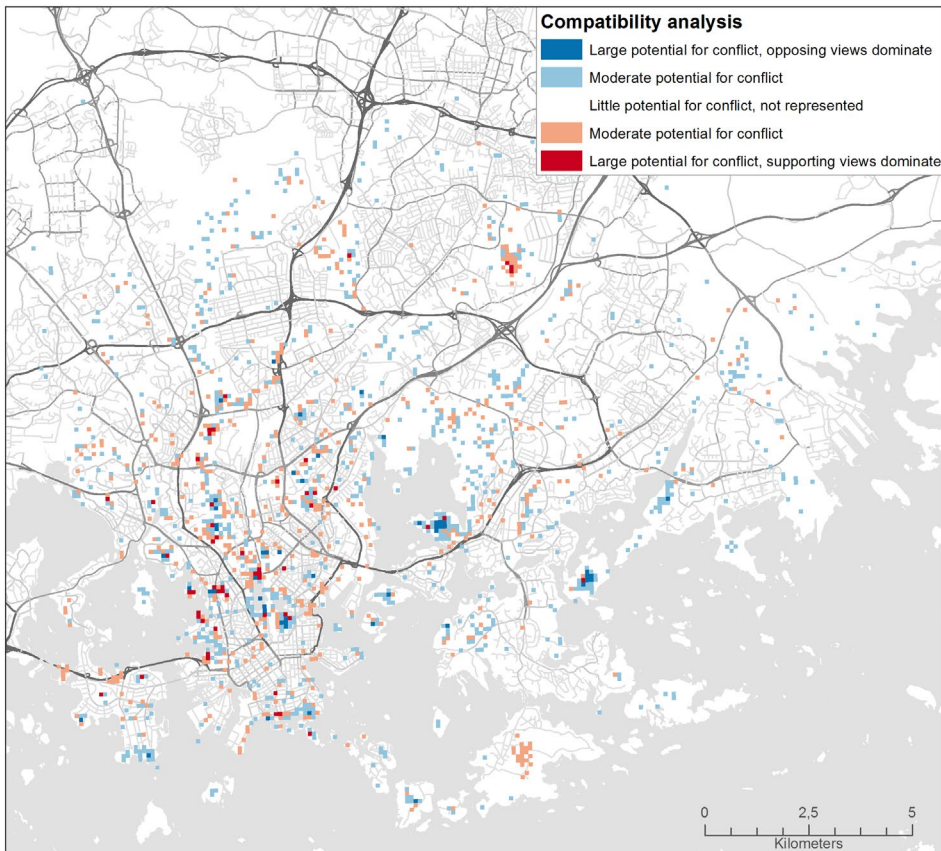 Compatibility analysis
Large potential for conflict, opposing views dominate
Moderate potential for conflict
Little potential for conflict, not represented
Moderate potential for conflict
Large potential for conflict, supporting views dominate
0 2,5 5
Kilometers